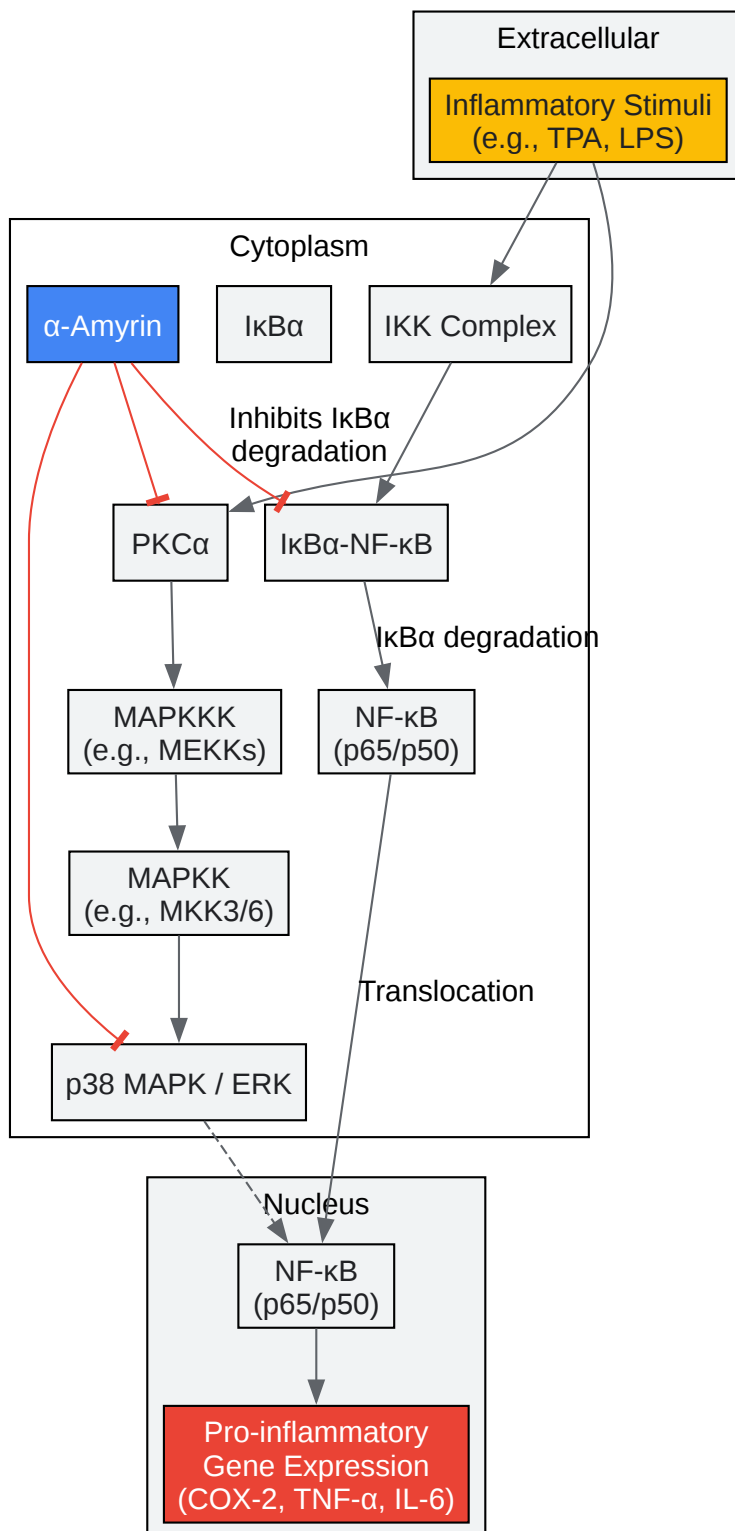 Extracellular
Inflammatory Stimuli
(e.g., TPA, LPS)
Cytoplasm
α-Amyrin
IκBα
IKK Complex
Inhibits IκBα
degradation
PKCα
IκBα-NF-κB
IκBα degradation
MAPKKK
(e.g., MEKKs)
NF-κB
(p65/p50)
MAPKK
(e.g., MKK3/6)
Translocation
p38 MAPK / ERK
Nucleus
NF-κB
(p65/p50)
Pro-inflammatory
Gene Expression
(COX-2, TNF-α, IL-6)